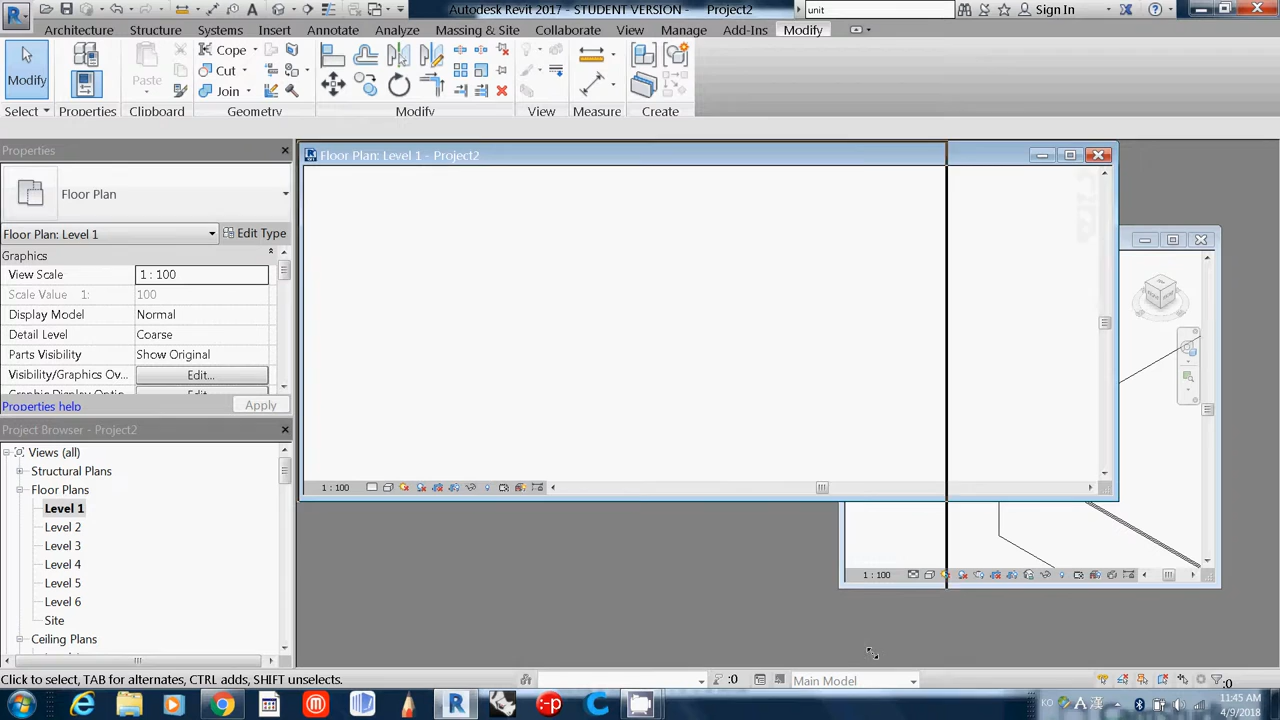 Autodesk Revit 2017 - STUDENT VERSION - Project2
unit
Sign In
Architecture Structure Systems Insert Annotate Analyze Massing & Site Collaborate View Manage Add-Ins Modify
Modify
Paste
Cope
Cut
Join
Select Properties Clipboard Geometry Modify View Measure Create
Properties
Floor Plan
Floor Plan: Level 1
Edit Type
Graphics
View Scale 1 : 100
Scale Value 1: 100
Display Model Normal
Detail Level Coarse
Parts Visibility Show Original
Visibility/Graphics Ov... Edit...
Properties help
Apply
Project Browser - Project2
Views (all)
Structural Plans
Floor Plans
Level 1
Level 2
Level 3
Level 4
Level 5
Level 6
Site
Ceiling Plans
Floor Plan: Level 1 - Project2
1 : 100
1 : 100
Click to select, TAB for alternates, CTRL adds, SHIFT unselects.
:0
Main Model
:0
KO
11:45 AM
4/9/2018